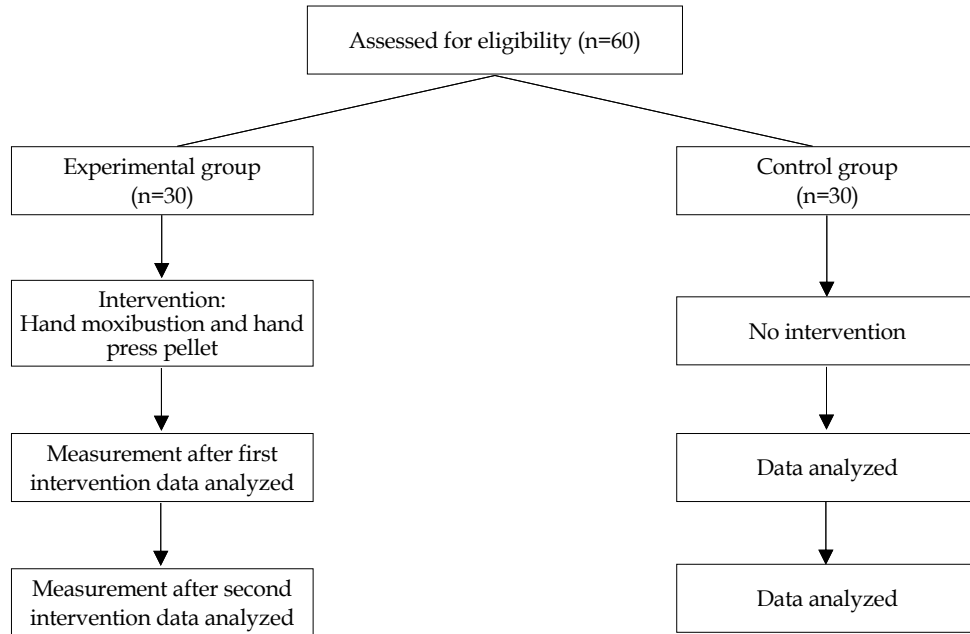 Assessed for eligibility (n=60)
Experimental group
(n=30)
Control group
(n=30)
Intervention:
Hand moxibustion and hand
press pellet
No intervention
Measurement after first
intervention data analyzed
Data analyzed
Measurement after second
intervention data analyzed
Data analyzed